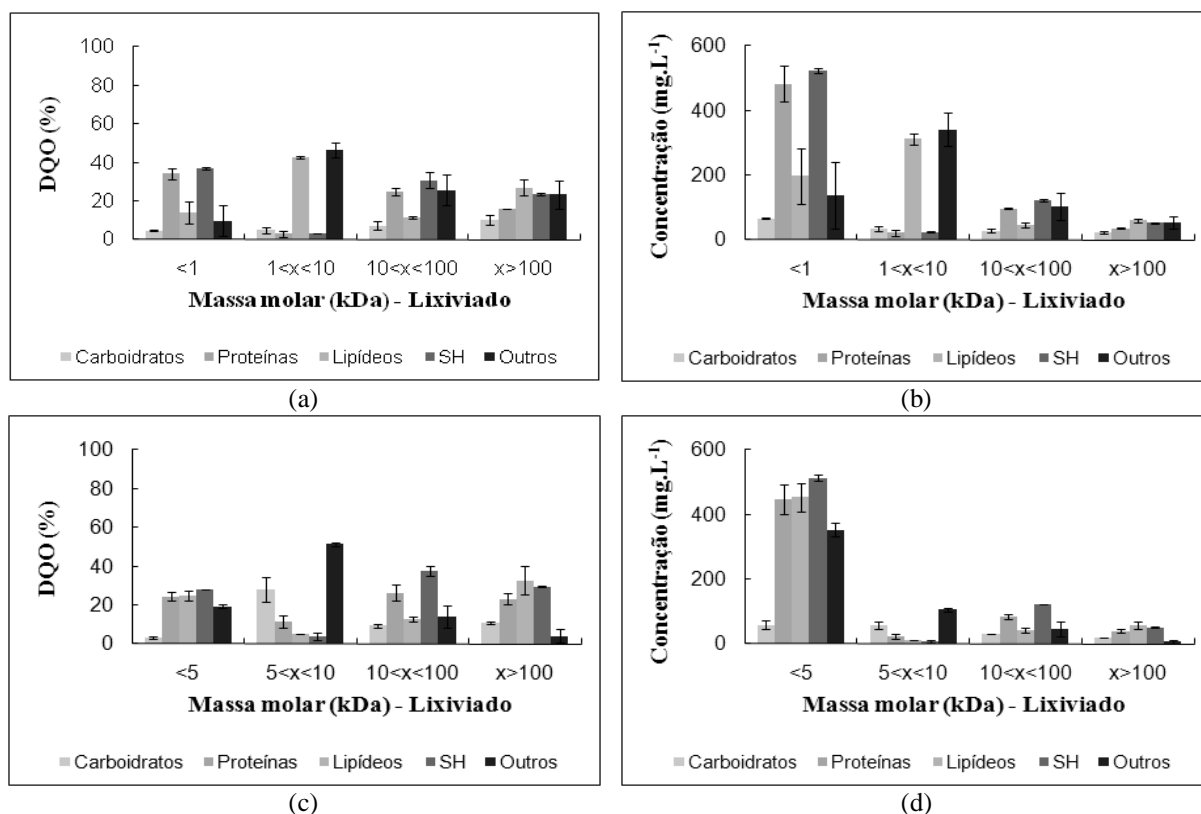 100
80
60
40
20
0
DQO (%)
<1 1<x<10 10<x<100 x>100
Massa molar (kDa) - Lixiviado
Carboidratos Proteínas Lipídeos SH Outros
(a)
600
400
200
0
Concentração (mg.L⁻¹)
<1 1<x<10 10<x<100 x>100
Massa molar (kDa) - Lixiviado
Carboidratos Proteínas Lipídeos SH Outros
(b)
100
80
60
40
20
0
DQO (%)
<5 5<x<10 10<x<100 x>100
Massa molar (kDa) - Lixiviado
Carboidratos Proteínas Lipídeos SH Outros
(c)
600
400
200
0
Concentração (mg.L⁻¹)
<5 5<x<10 10<x<100 x>100
Massa molar (kDa) - Lixiviado
Carboidratos Proteínas Lipídeos SH Outros
(d)